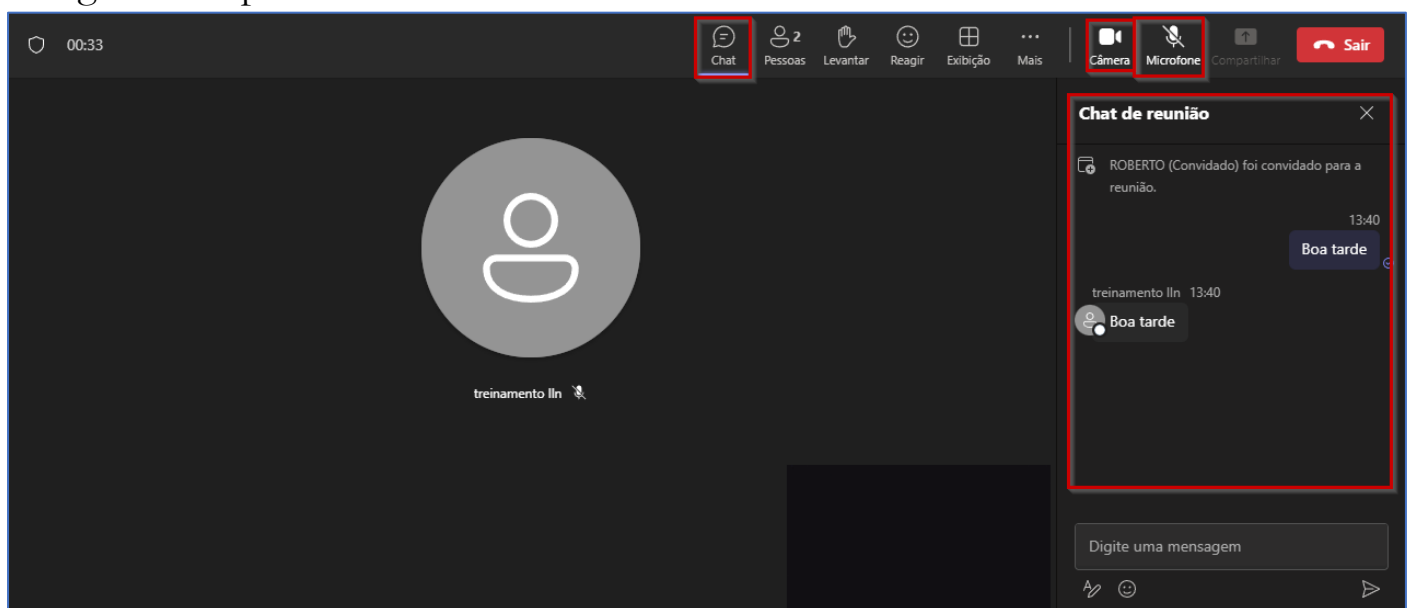 00:33
Chat
Pessoas
2
Levantar
Reagir
Exibição
Mais
Câmera
Microfone
Compartilhar
Sair
Chat de reunião
ROBERTO (Convidado) foi convidado para a
reunião.
13:40
Boa tarde
treinamento lln 13:40
Boa tarde
treinamento lln
Digite uma mensagem